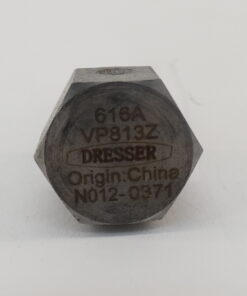 616A
VP813Z
DRESSER
Origin:China
N012-0371